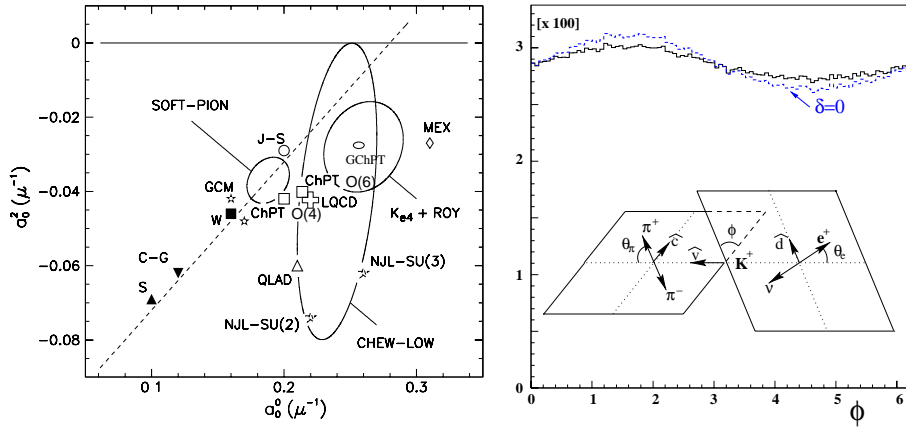 0
−0.02
−0.04
−0.06
−0.08
a₀² (μ⁻¹)
0 1
0.2
0.3
a₀⁰ (μ⁻¹)
SOFT−PION
J−S
MEX
GChPT
GCM
ChPT
O(6)
W
ChPT
O(4)
LQCD
K_{e4} + ROY
C−G
S
QLAD
NJL−SU(3)
NJL−SU(2)
CHEW−LOW
[x 100]
3
2
1
0
δ=0
π⁺
θ_π
ĉ
v̂
π⁻
ϕ
K⁺
d̂
e⁺
θ_e
ν
0
1
2
3
4
5
6
ϕ